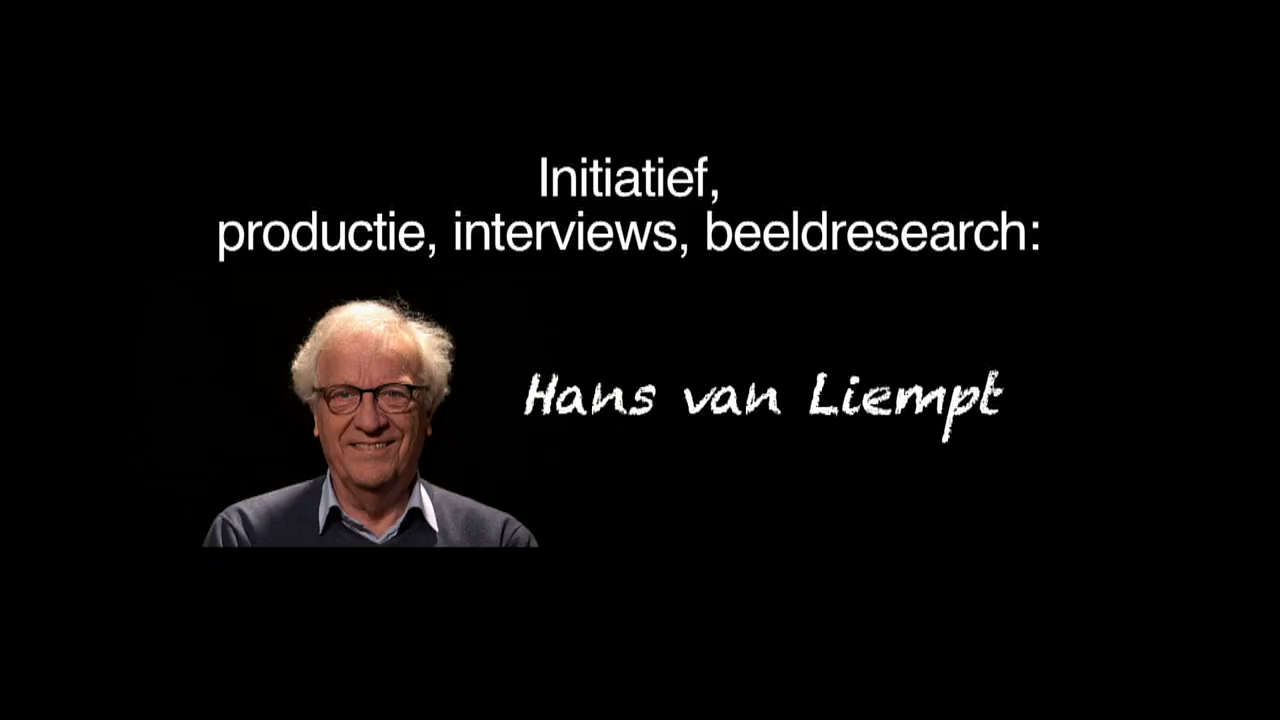 Initiatief,
productie, interviews, beeldresearch:
Hans van Liempt